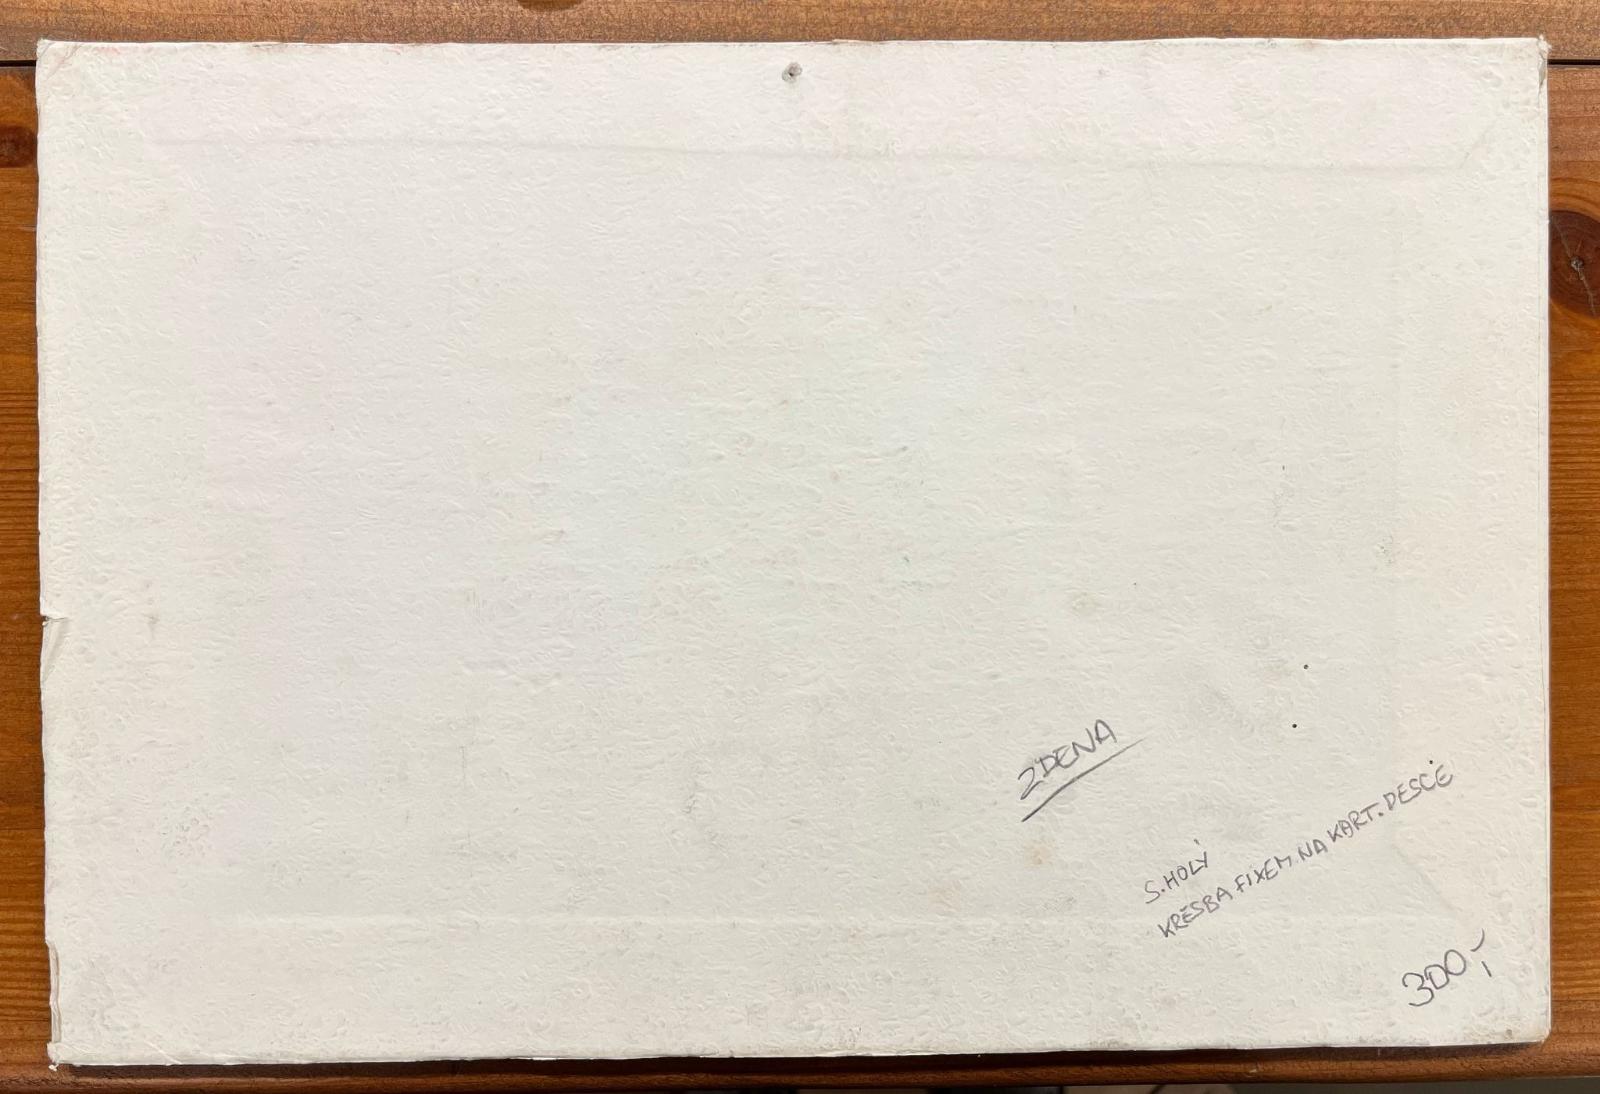 ZDENA
S. HOLÝ
KRESBA FIXEM NA KART. DESCE
300,-